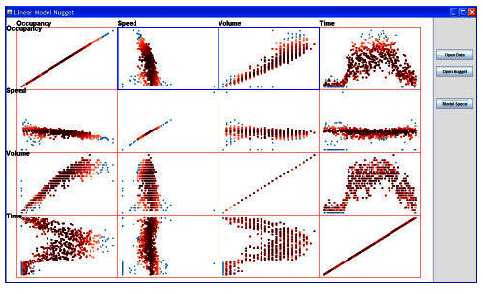 Linear Model Nugget
Occupancy Speed Volume Time
Occupancy
Speed
Volume
Time
Open Data
Open Nugget
Model Space